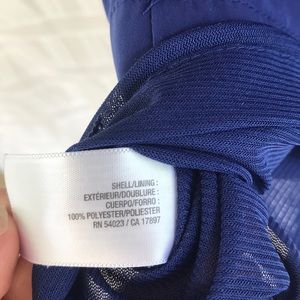 SHELL/LINING :
EXTÉRIEUR/DOUBLURE :
CUERPO/FORRO :
100% POLYESTER/POLIESTER
RN 54023 / CA 17897